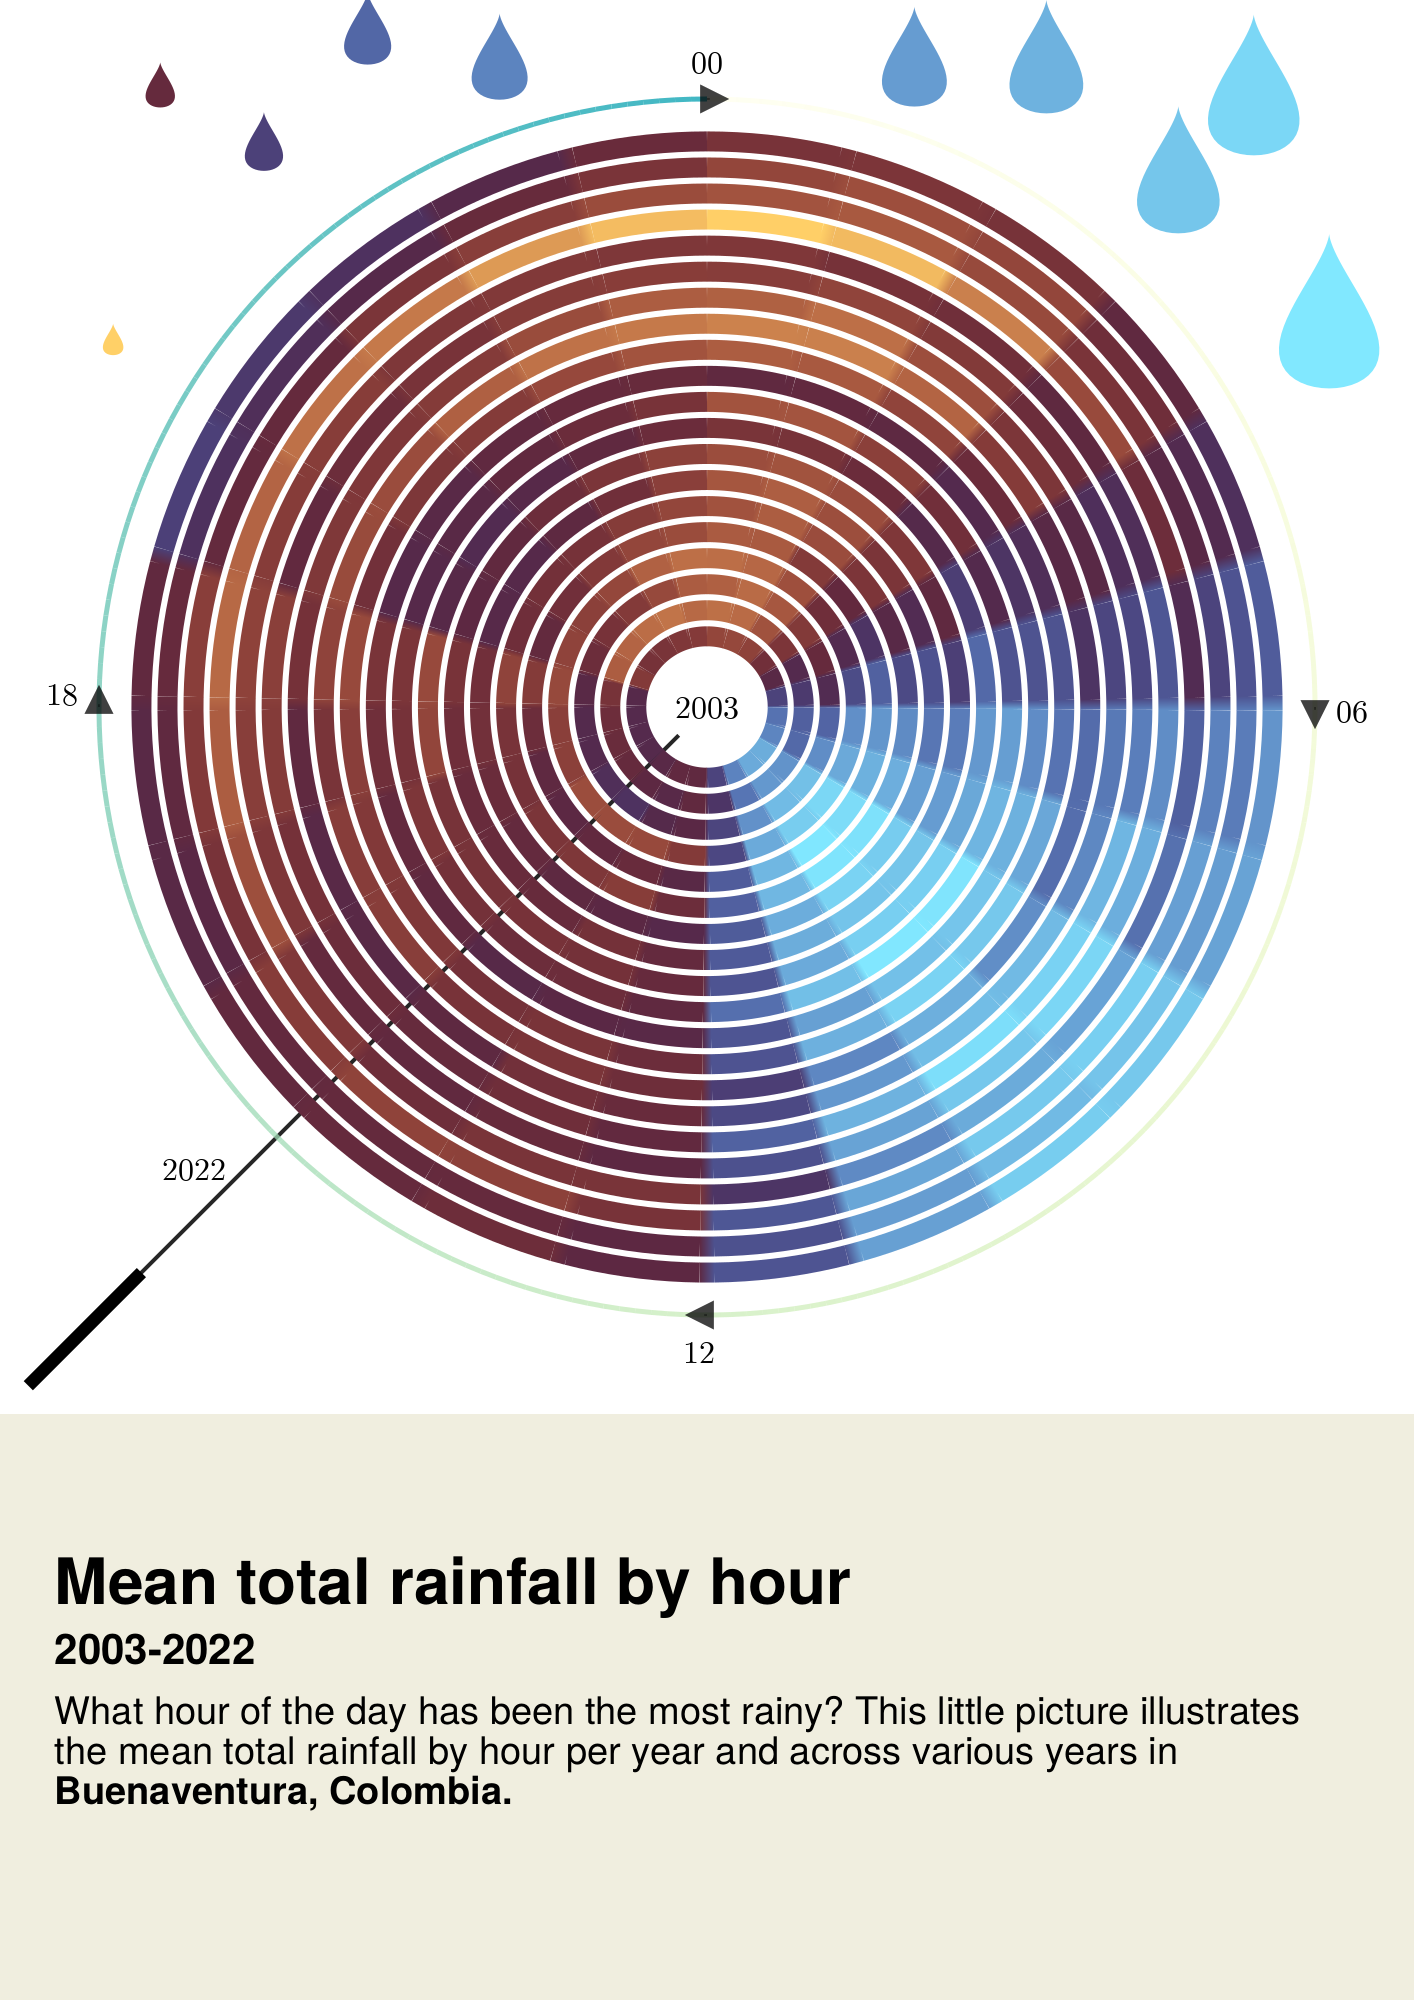 00
18
2003
06
2022
12
Mean total rainfall by hour
2003-2022
What hour of the day has been the most rainy? This little picture illustrates
the mean total rainfall by hour per year and across various years in
Buenaventura, Colombia.